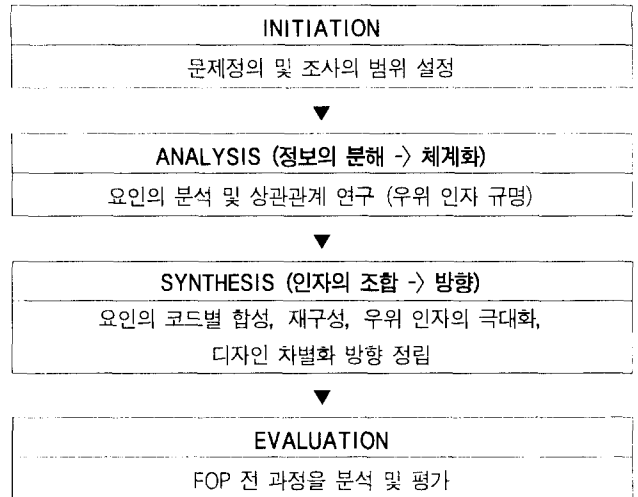 INITIATION
문제정의 및 조사의 범위 설정
▼
ANALYSIS (정보의 분해 -> 체계화)
요인의 분석 및 상관관계 연구 (우위 인자 규명)
▼
SYNTHESIS (인자의 조합 -> 방향)
요인의 코드별 합성, 재구성, 우위 인자의 극대화,
디자인 차별화 방향 정립
▼
EVALUATION
FOP 전 과정을 분석 및 평가